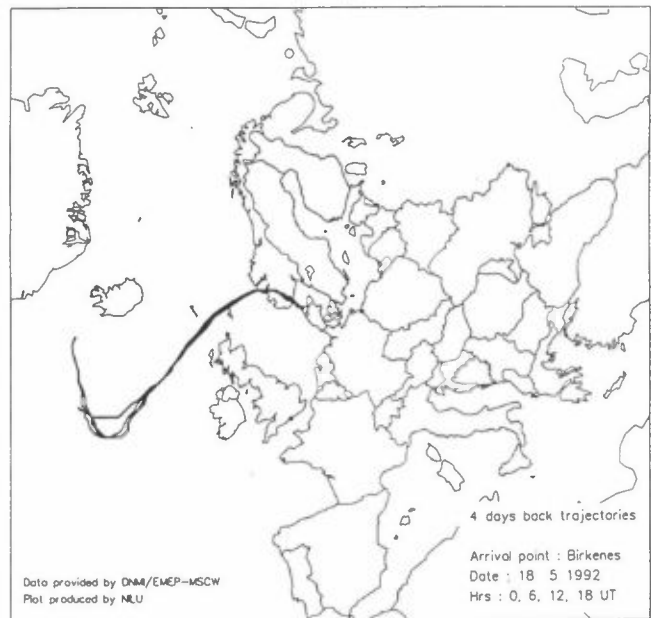 4 days back trajectories
Arrival point : Birkenes
Date : 18 5 1992
Hrs : 0, 6, 12, 18 UT
Data provided by DNMI/EMEP-MSCW
Plot produced by NILU